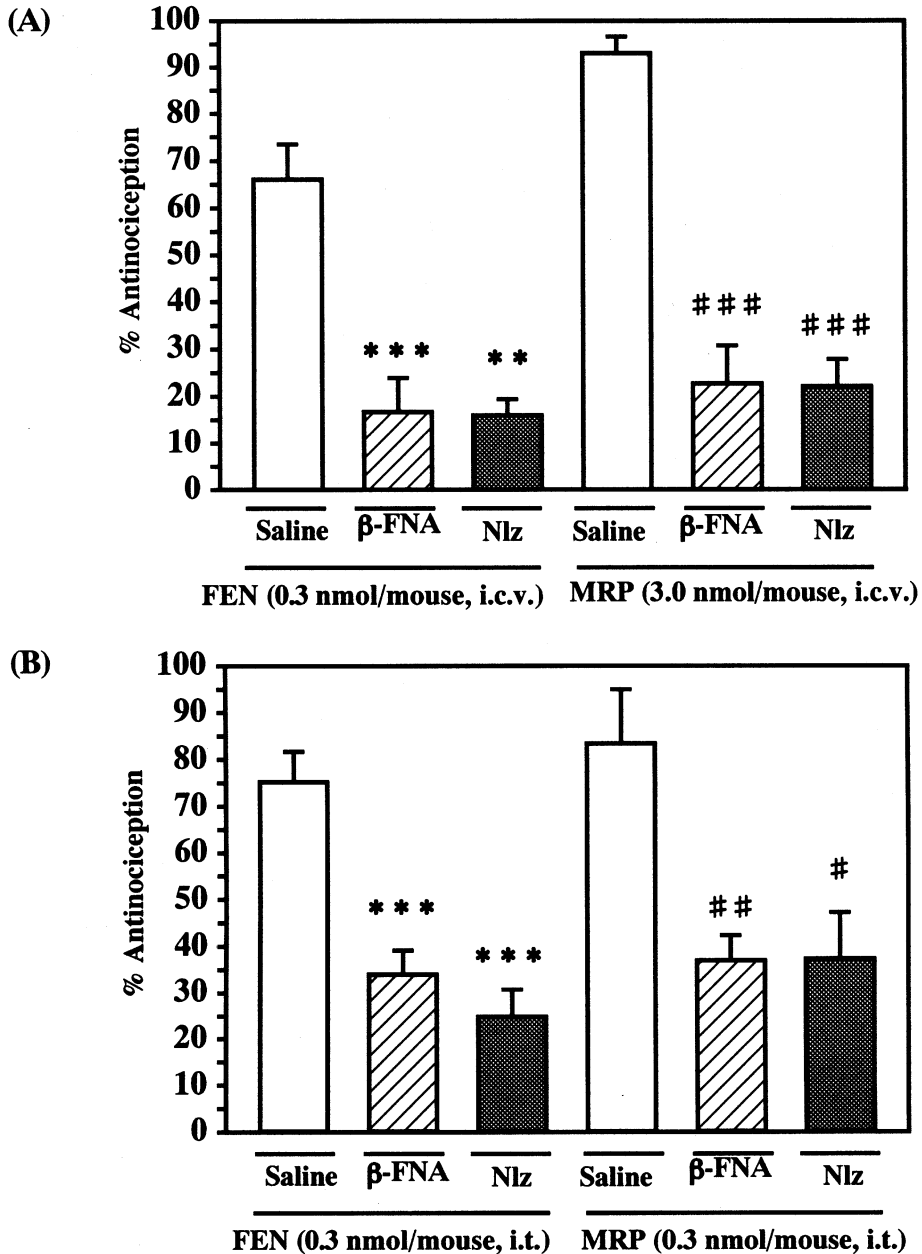 (A)
100
90
80
70
60
50
40
30
20
10
0
% Antinociception
*** ** ### ###
Saline β-FNA Nlz Saline β-FNA Nlz
FEN (0.3 nmol/mouse, i.c.v.) MRP (3.0 nmol/mouse, i.c.v.)
(B)
100
90
80
70
60
50
40
30
20
10
0
% Antinociception
*** *** ## #
Saline β-FNA Nlz Saline β-FNA Nlz
FEN (0.3 nmol/mouse, i.t.) MRP (0.3 nmol/mouse, i.t.)